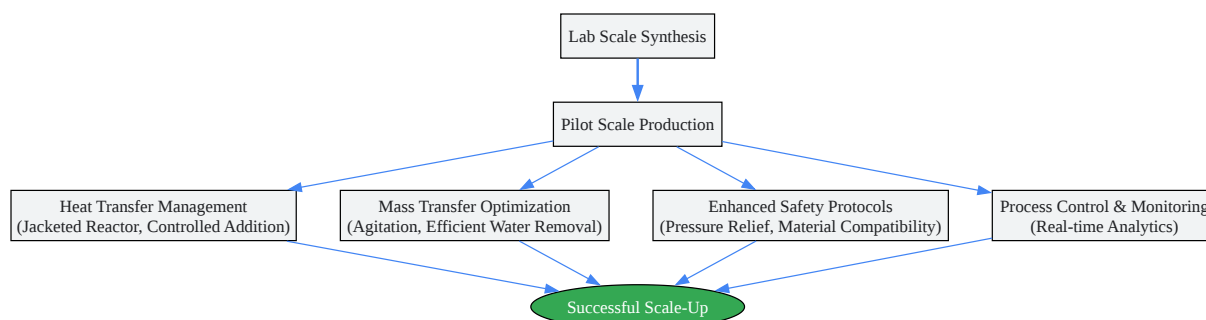 Lab Scale Synthesis
Pilot Scale Production
Heat Transfer Management
(Jacketed Reactor, Controlled Addition)
Mass Transfer Optimization
(Agitation, Efficient Water Removal)
Enhanced Safety Protocols
(Pressure Relief, Material Compatibility)
Process Control & Monitoring
(Real-time Analytics)
Successful Scale-Up